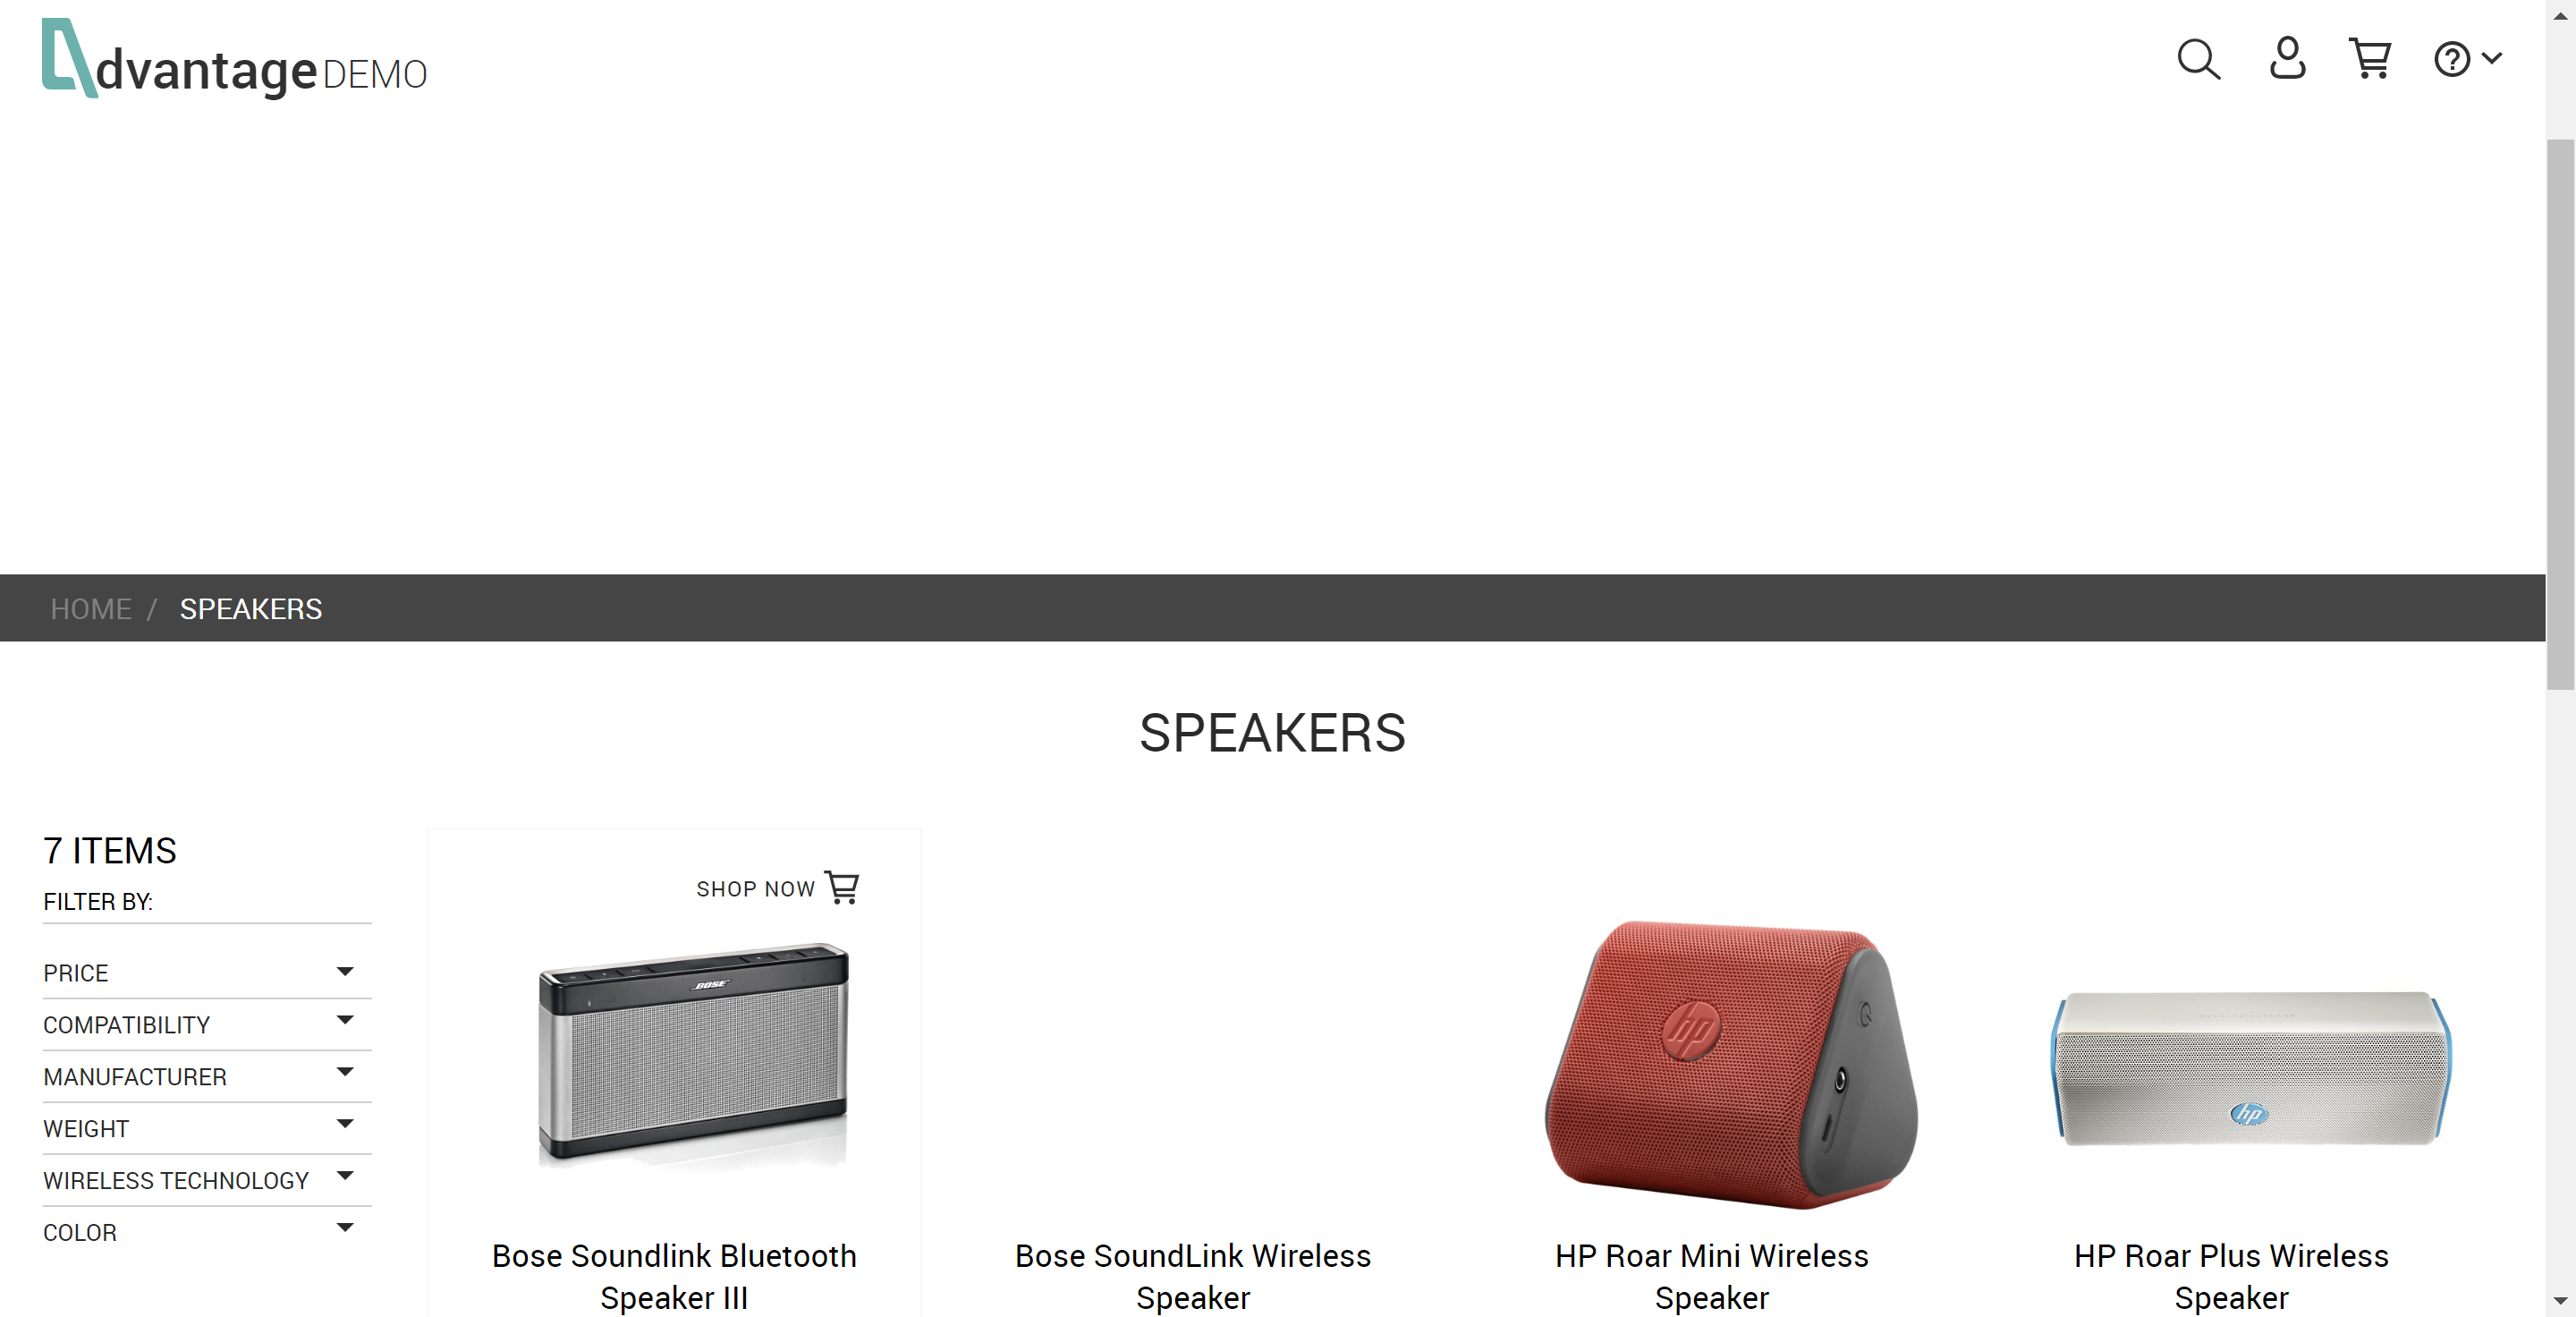 dvantage DEMO
HOME / SPEAKERS
SPEAKERS
7 ITEMS
FILTER BY:
PRICE
COMPATIBILITY
MANUFACTURER
WEIGHT
WIRELESS TECHNOLOGY
COLOR
SHOP NOW
BOSE
Bose Soundlink Bluetooth
Speaker III
Bose SoundLink Wireless
Speaker
hp
HP Roar Mini Wireless
Speaker
hp
HP Roar Plus Wireless
Speaker